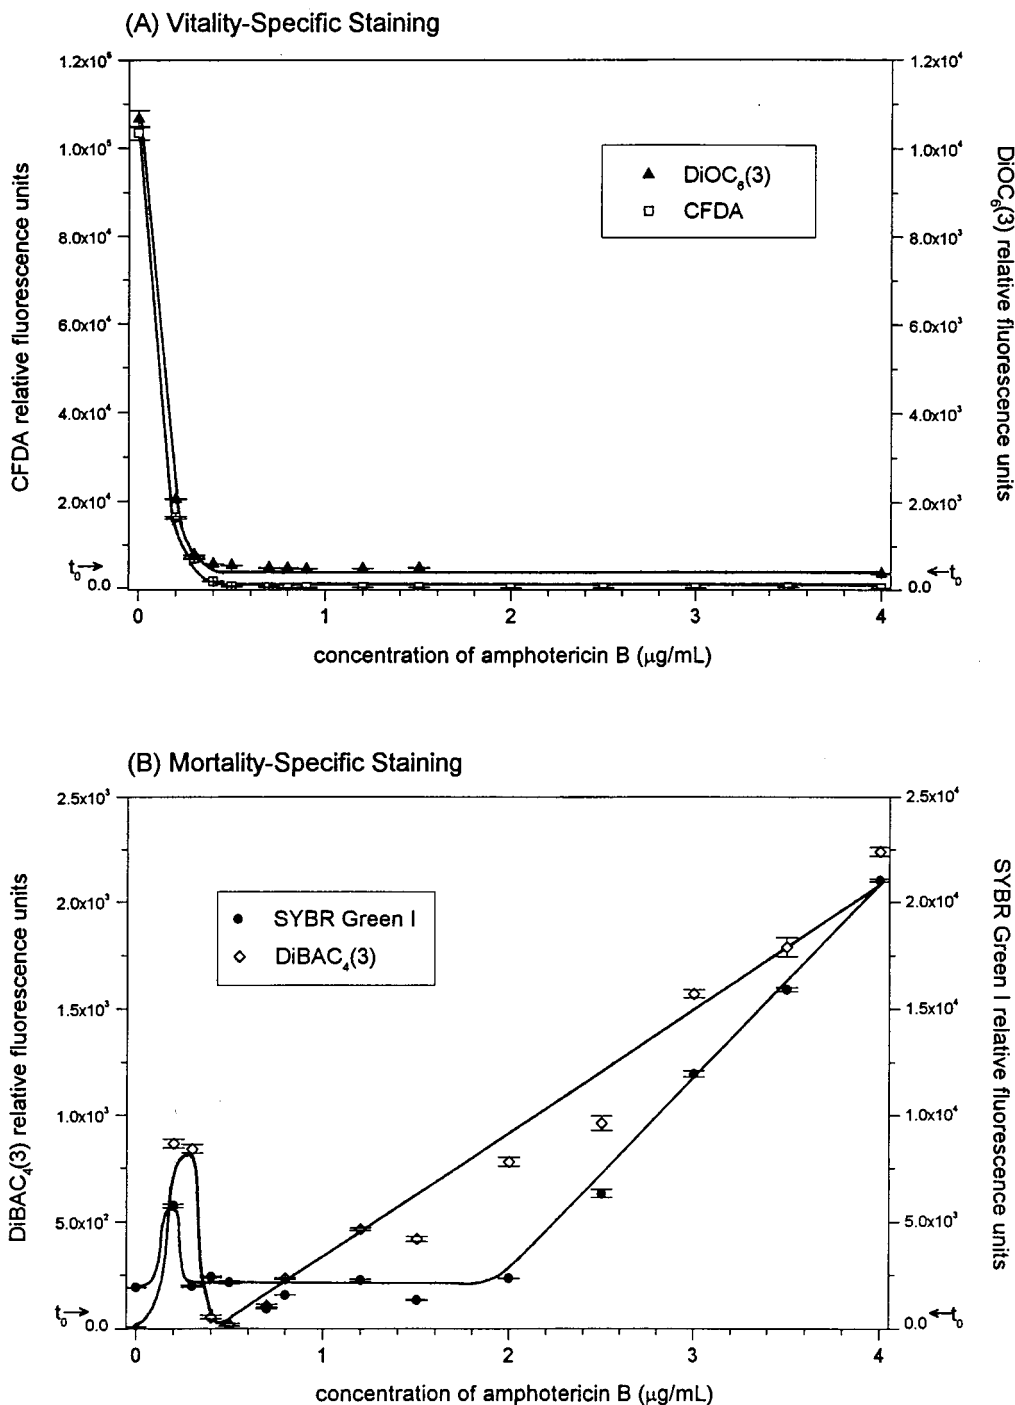 (A) Vitality-Specific Staining
CFDA relative fluorescence units
1.2x10⁵
1.0x10⁵
8.0x10⁴
6.0x10⁴
4.0x10⁴
2.0x10⁴
t₀→
0.0
DiOC₆(3)
CFDA
1.2x10⁴
1.0x10⁴
8.0x10³
6.0x10³
4.0x10³
2.0x10³
←t₀
0.0
DiOC₆(3) relative fluorescence units
0 1 2 3 4
concentration of amphotericin B (µg/mL)
(B) Mortality-Specific Staining
DiBAC₄(3) relative fluorescence units
2.5x10³
2.0x10³
1.5x10³
1.0x10³
5.0x10²
t₀→
0.0
SYBR Green I
DiBAC₄(3)
2.5x10⁴
2.0x10⁴
1.5x10⁴
1.0x10⁴
5.0x10³
←t₀
0.0
SYBR Green I relative fluorescence units
0 1 2 3 4
concentration of amphotericin B (µg/mL)